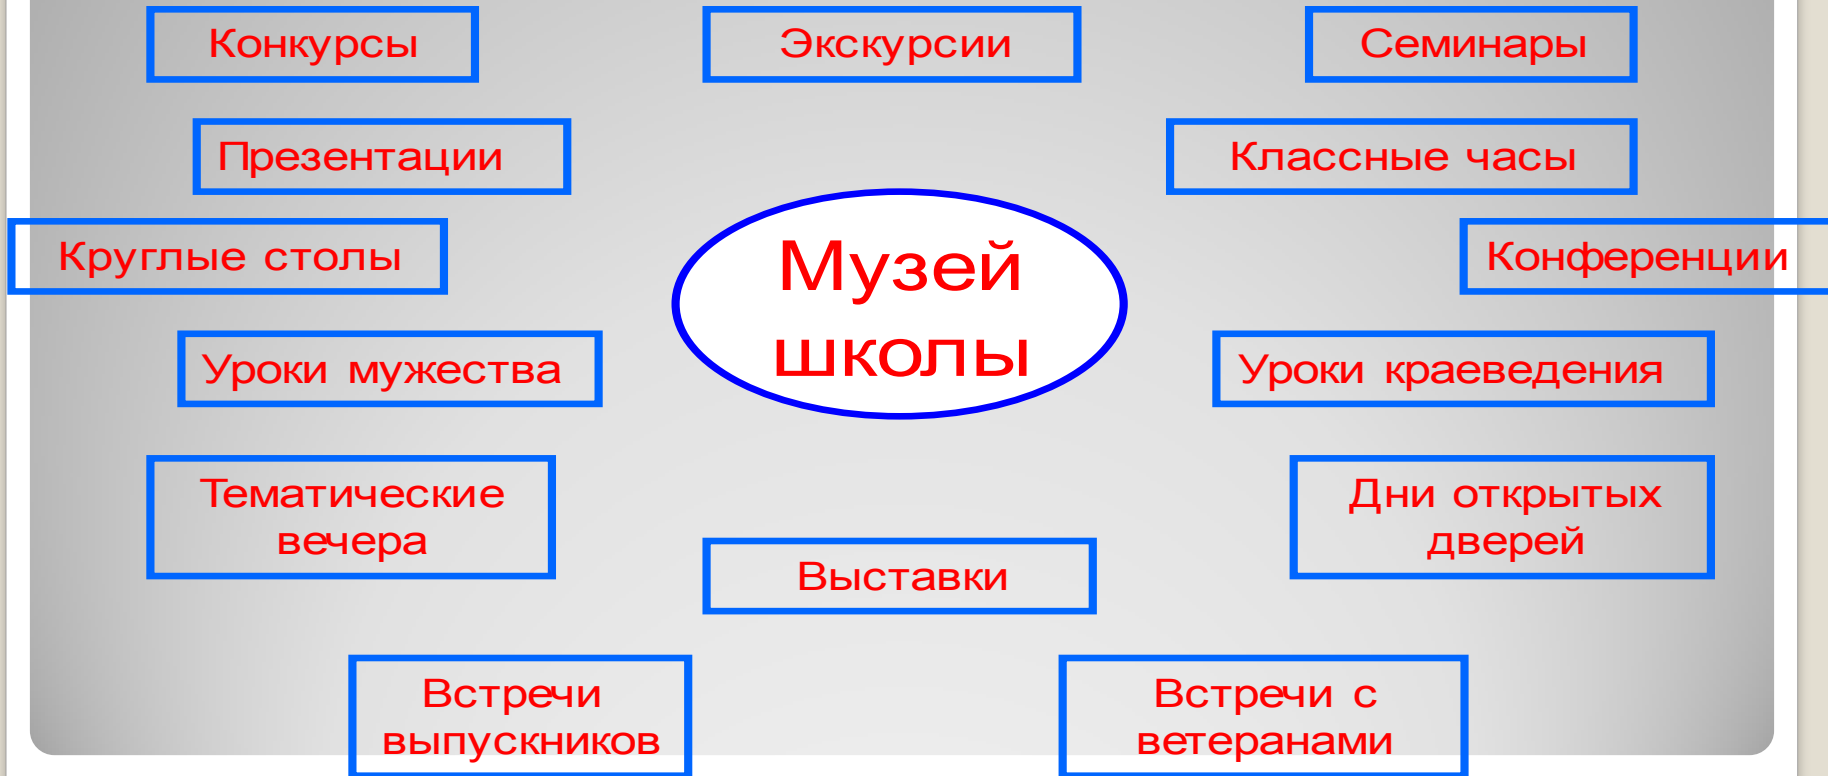 Конкурсы
Экскурсии
Семинары
Презентации
Классные часы
Круглые столы
Музей
школы
Конференции
Уроки мужества
Уроки краеведения
Тематические
вечера
Дни открытых
дверей
Выставки
Встречи
выпускников
Встречи с
ветеранами